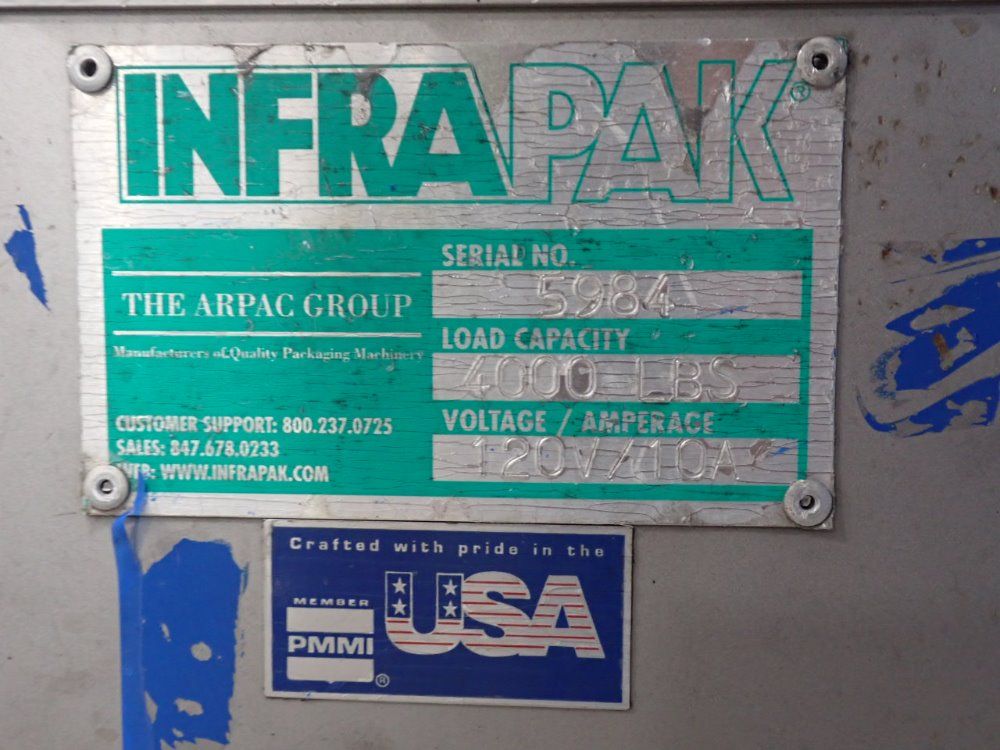 INFRAPAK®
THE ARPAC GROUP
Manufacturers of Quality Packaging Machinery
CUSTOMER SUPPORT: 800.237.0725
SALES: 847.678.0233
WEB: WWW.INFRAPAK.COM
SERIAL NO.
5984
LOAD CAPACITY
4000 LBS
VOLTAGE / AMPERAGE
120V/10A
Crafted with pride in the
USA
MEMBER
PMMI
®